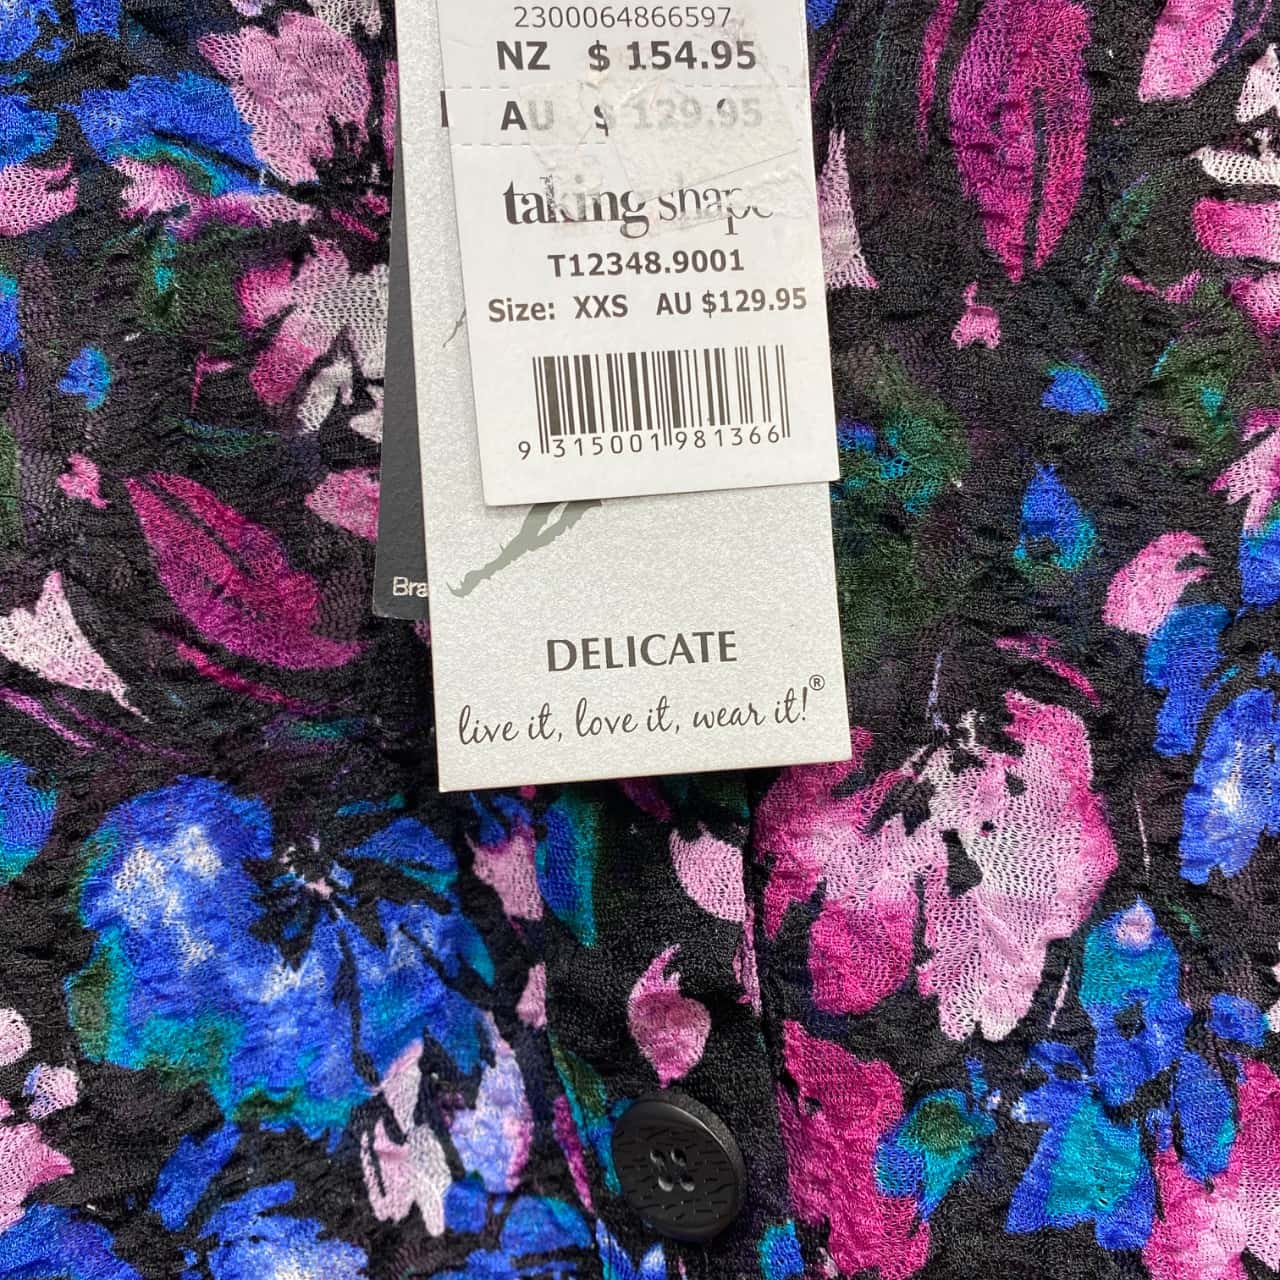 2300064866597
NZ $ 154.95
AU $ 129.95
taking shape
T12348.9001
Size: XXS AU $129.95
9 315001 981366
Bra
DELICATE
live it, love it, wear it!®